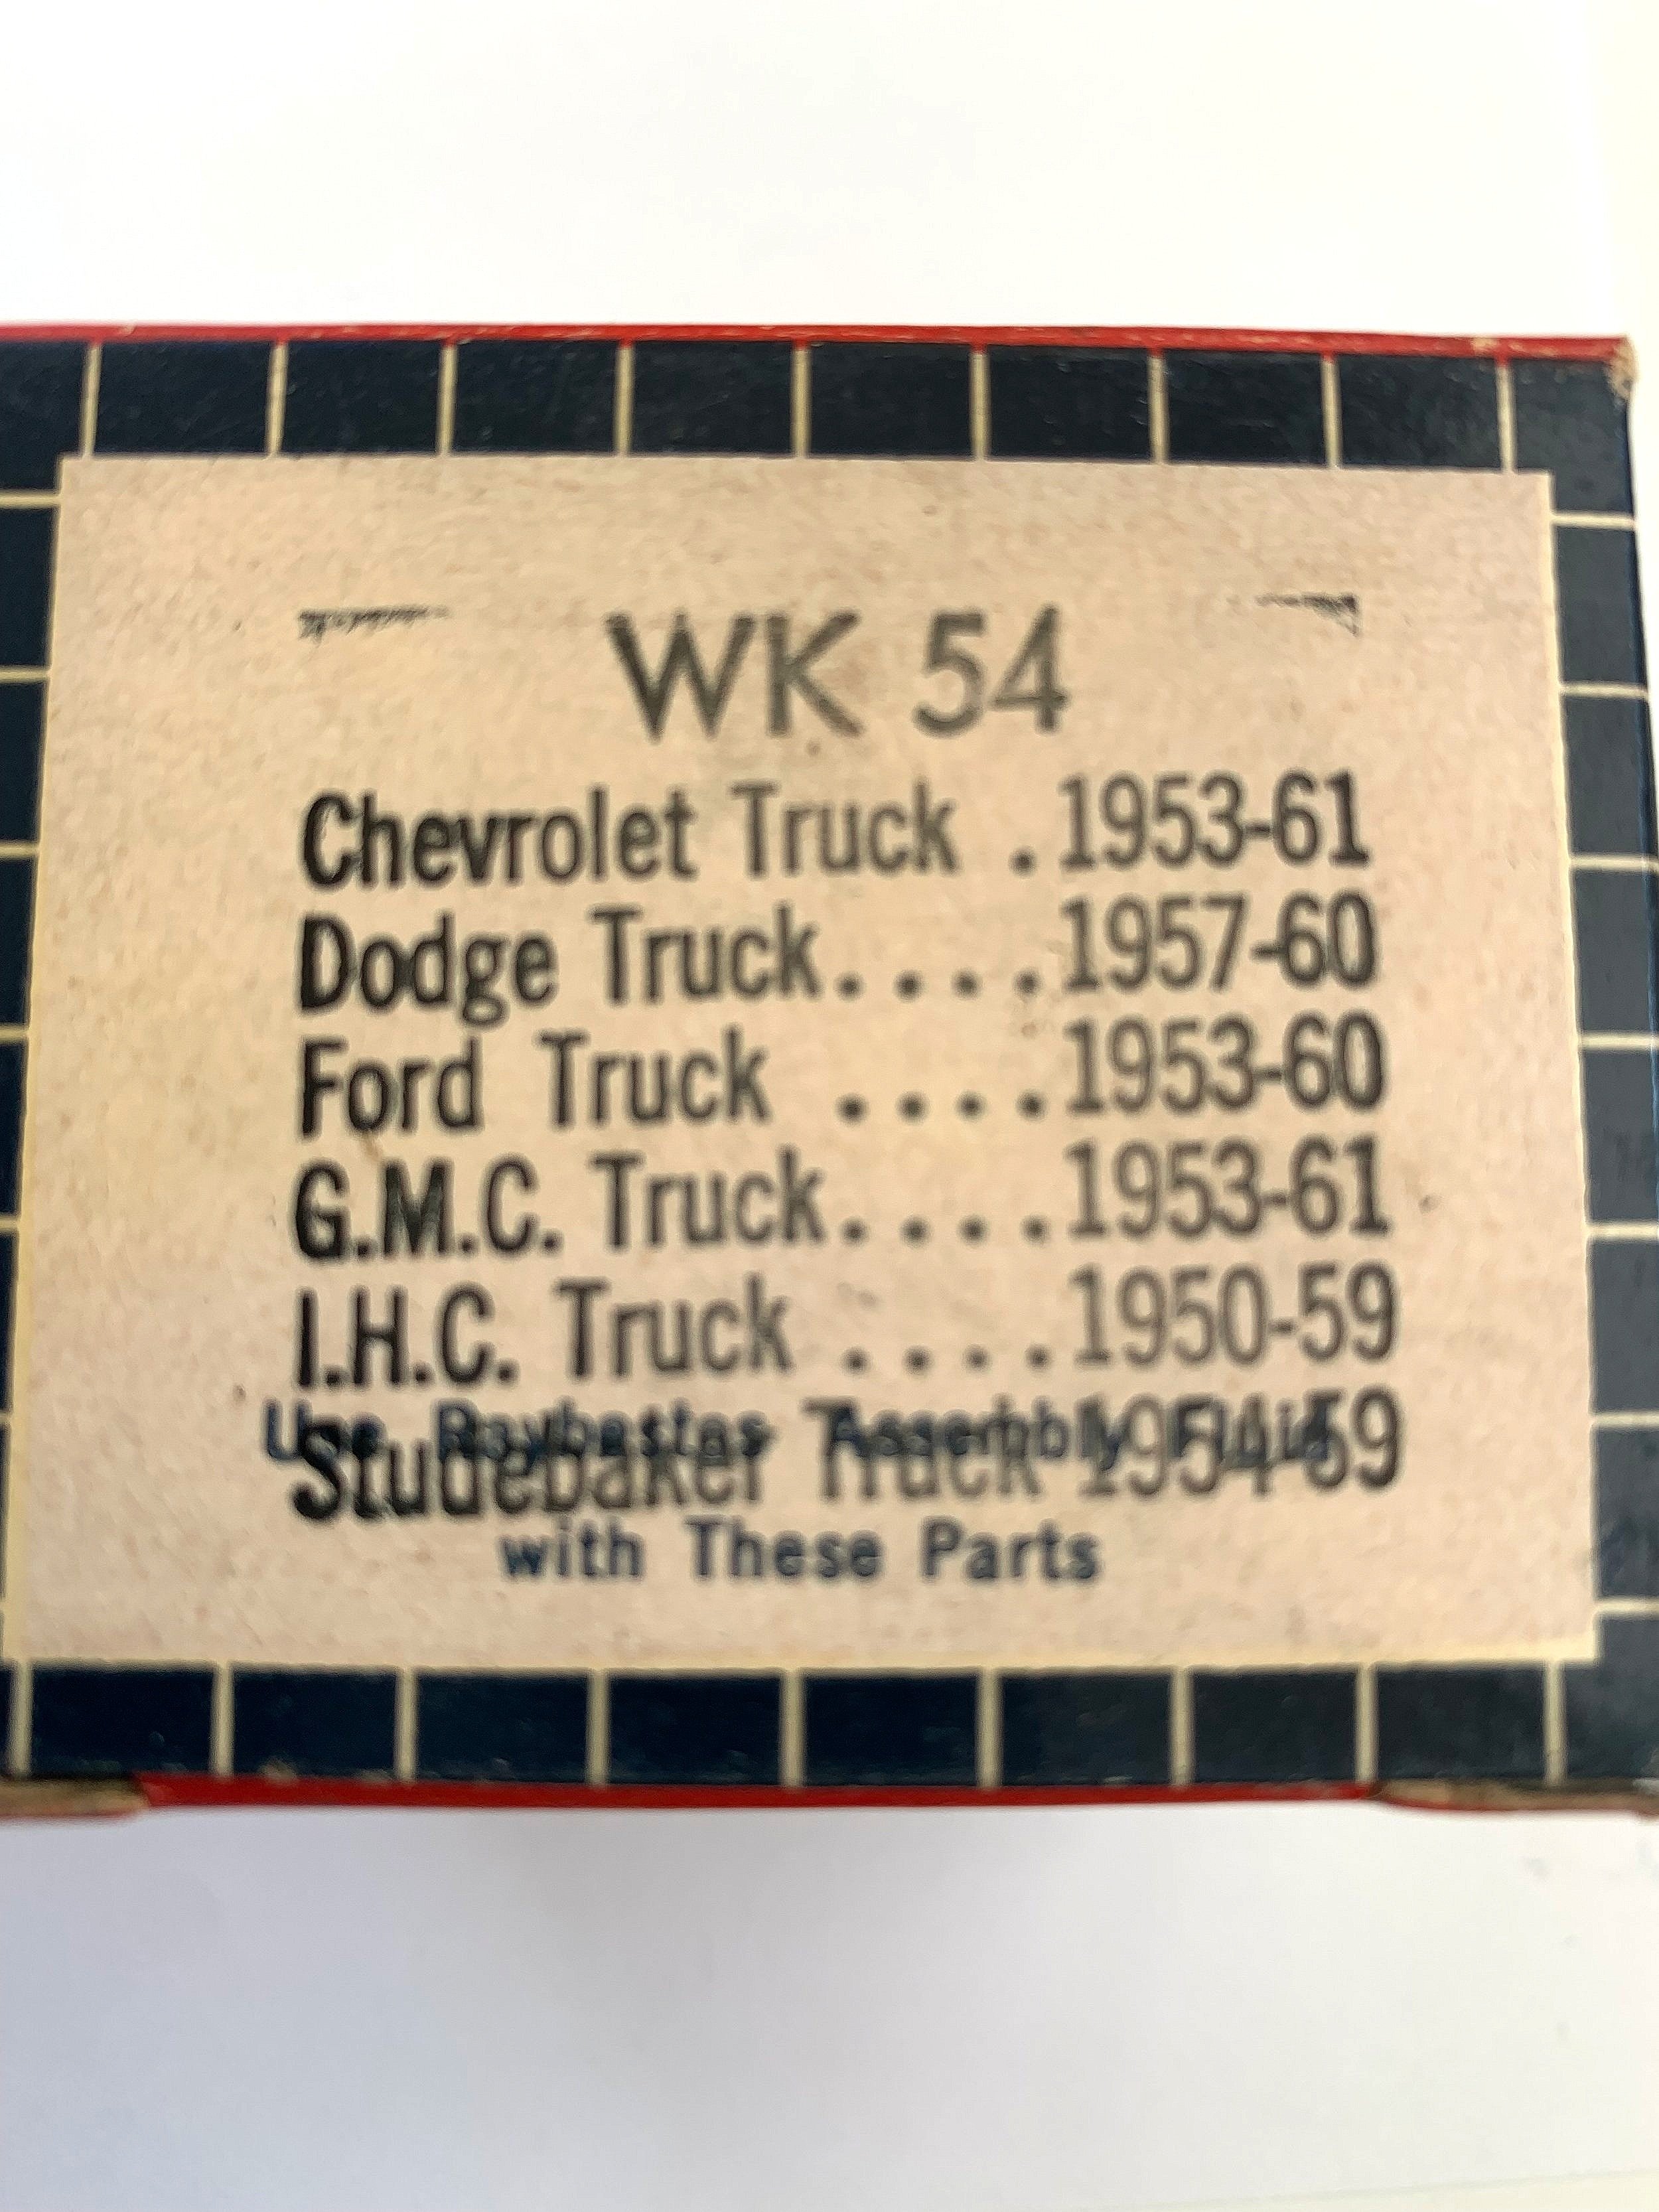 WK 54
Chevrolet Truck . 1953-61
Dodge Truck. . . . 1957-60
Ford Truck . . . . 1953-60
G.M.C. Truck. . . . 1953-61
I.H.C. Truck . . . . 1950-59
Use Raybestos Assembly Fluid
Studebaker Truck 1954-59
with These Parts